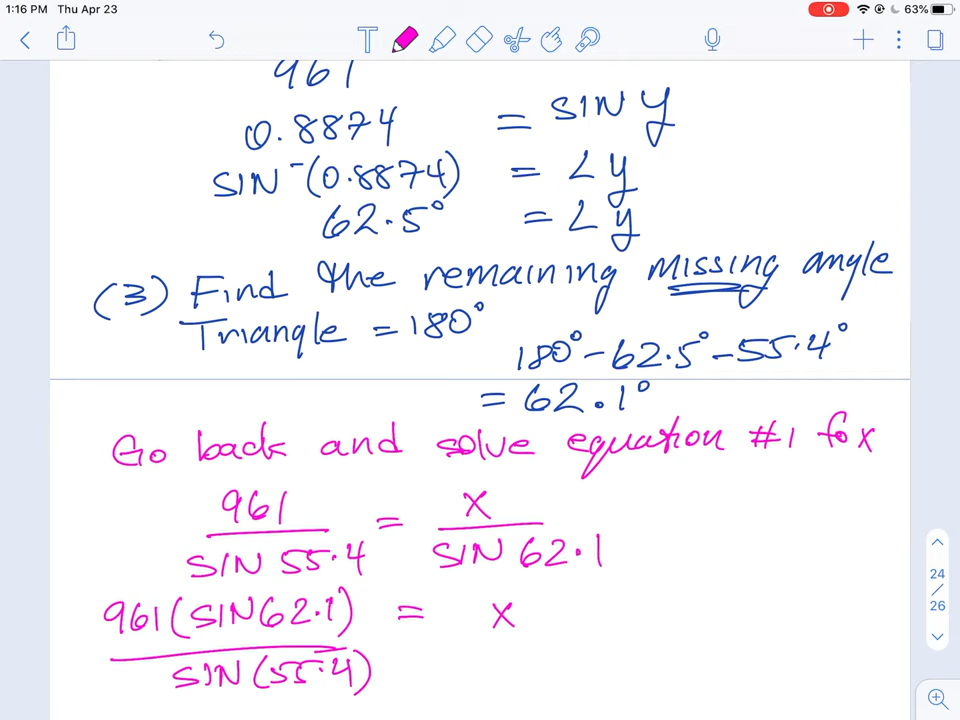 1:16 PM Thu Apr 23
63%
T
961
0.8874 = SIN y
SIN⁻(0.8874) = ∠y
62.5° = ∠y
(3) Find the remaining missing angle
Triangle = 180°
180° - 62.5° - 55.4°
= 62.1°
Go back and solve equation #1 for x
961 / SIN 55.4 = x / SIN 62.1
961(SIN62.1) / SIN(55.4) = x
24
/
26